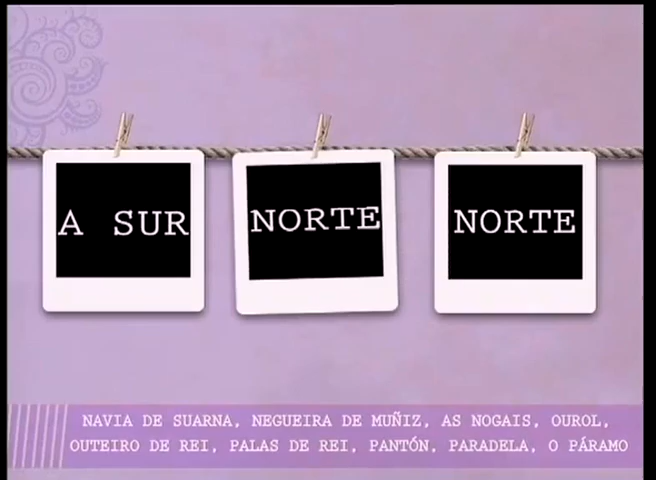 A SUR
NORTE
NORTE
NAVIA DE SUARNA, NEGUEIRA DE MUÑIZ, AS NOGAIS, OUROL,
OUTEIRO DE REI, PALAS DE REI, PANTÓN, PARADELA, O PÁRAMO